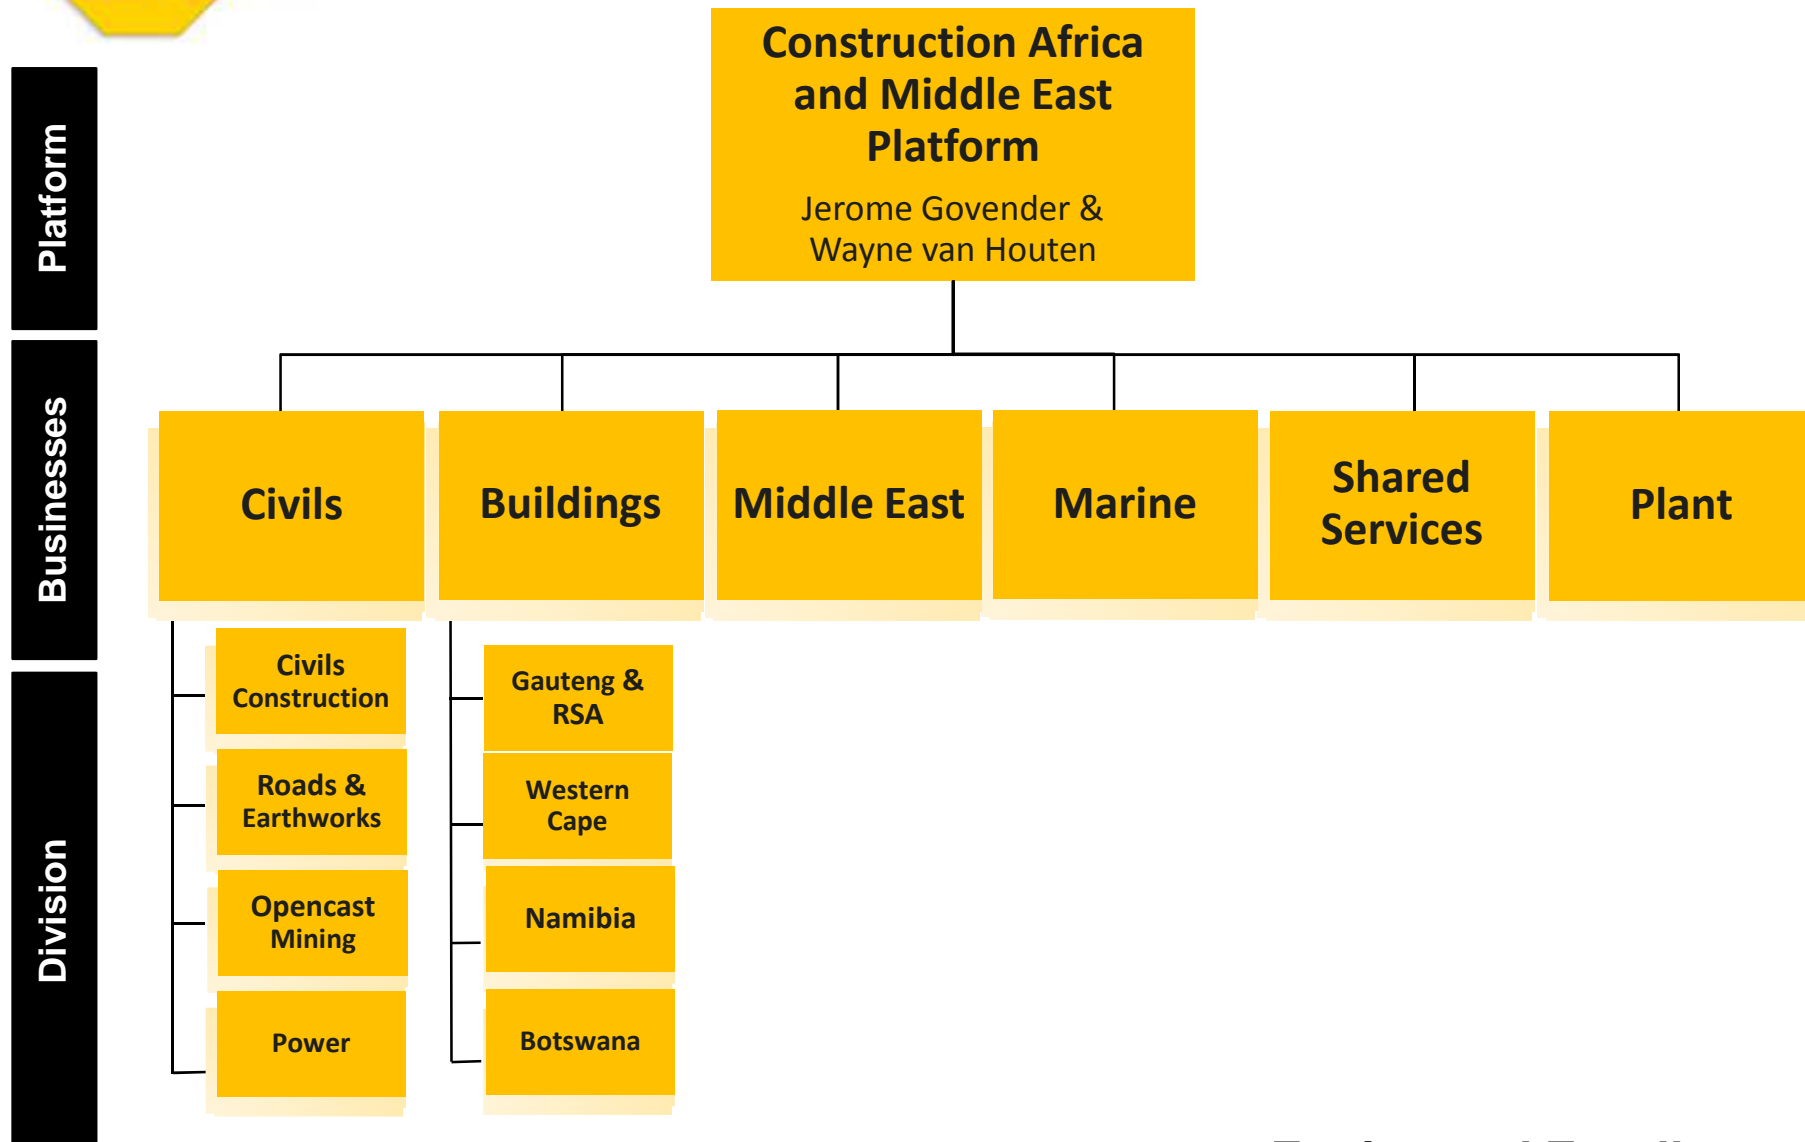 Construction Africa
and Middle East
Platform
Jerome Govender &
Wayne van Houten
Platform
Businesses
Civils
Buildings
Middle East
Marine
Shared
Services
Plant
Division
Civils
Construction
Roads &
Earthworks
Opencast
Mining
Power
Gauteng &
RSA
Western
Cape
Namibia
Botswana